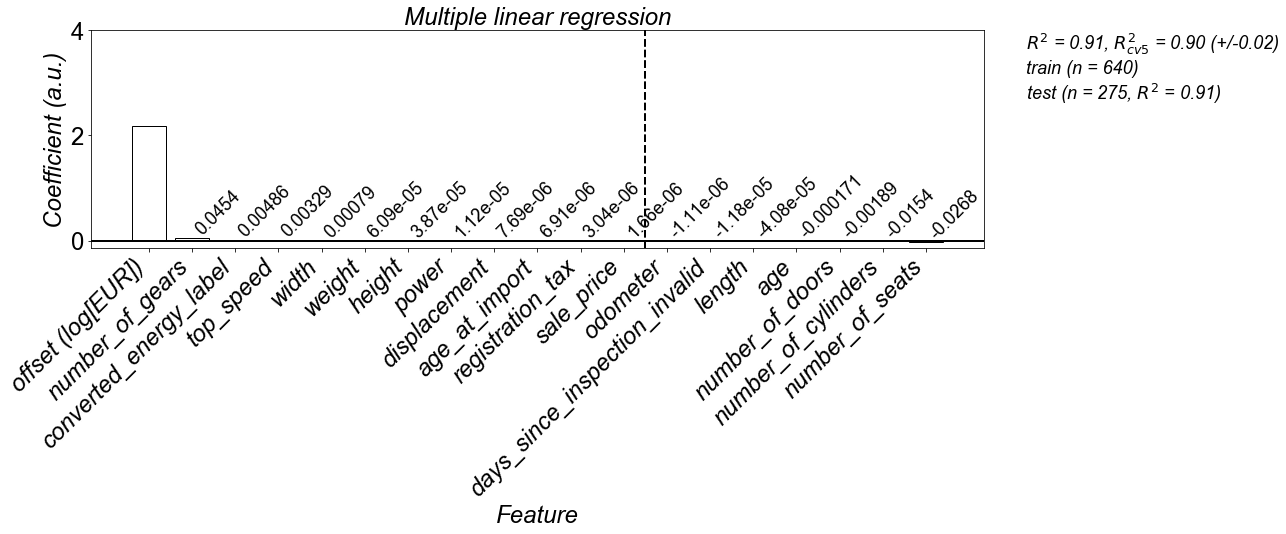 Multiple linear regression
R² = 0.91, R²cv5 = 0.90 (+/-0.02)
train (n = 640)
test (n = 275, R² = 0.91)
Coefficient (a.u.)
4
2
0
0.0454
0.00486
0.00329
0.00079
6.09e-05
3.87e-05
1.12e-05
7.69e-06
6.91e-06
3.04e-06
1.66e-06
-1.11e-06
-1.18e-05
-4.08e-05
-0.000171
-0.00189
-0.0154
-0.0268
offset (log[EUR])
number_of_gears
converted_energy_label
top_speed
width
weight
height
power
displacement
age_at_import
registration_tax
sale_price
odometer
days_since_inspection_invalid
length
age
number_of_doors
number_of_cylinders
number_of_seats
Feature